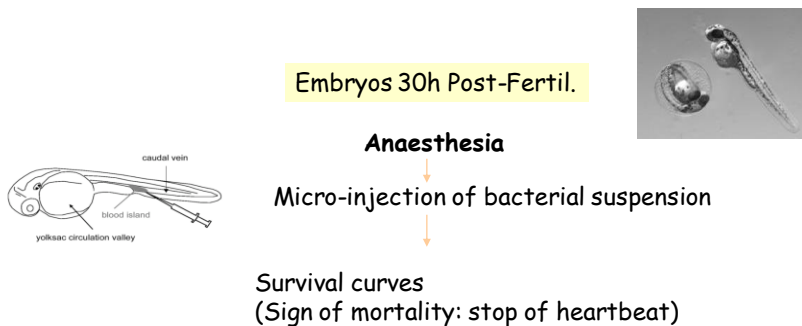 Embryos 30h Post-Fertil.
Anaesthesia
caudal vein
Micro-injection of bacterial suspension
blood island
yolksac circulation valley
Survival curves
(Sign of mortality: stop of heartbeat)